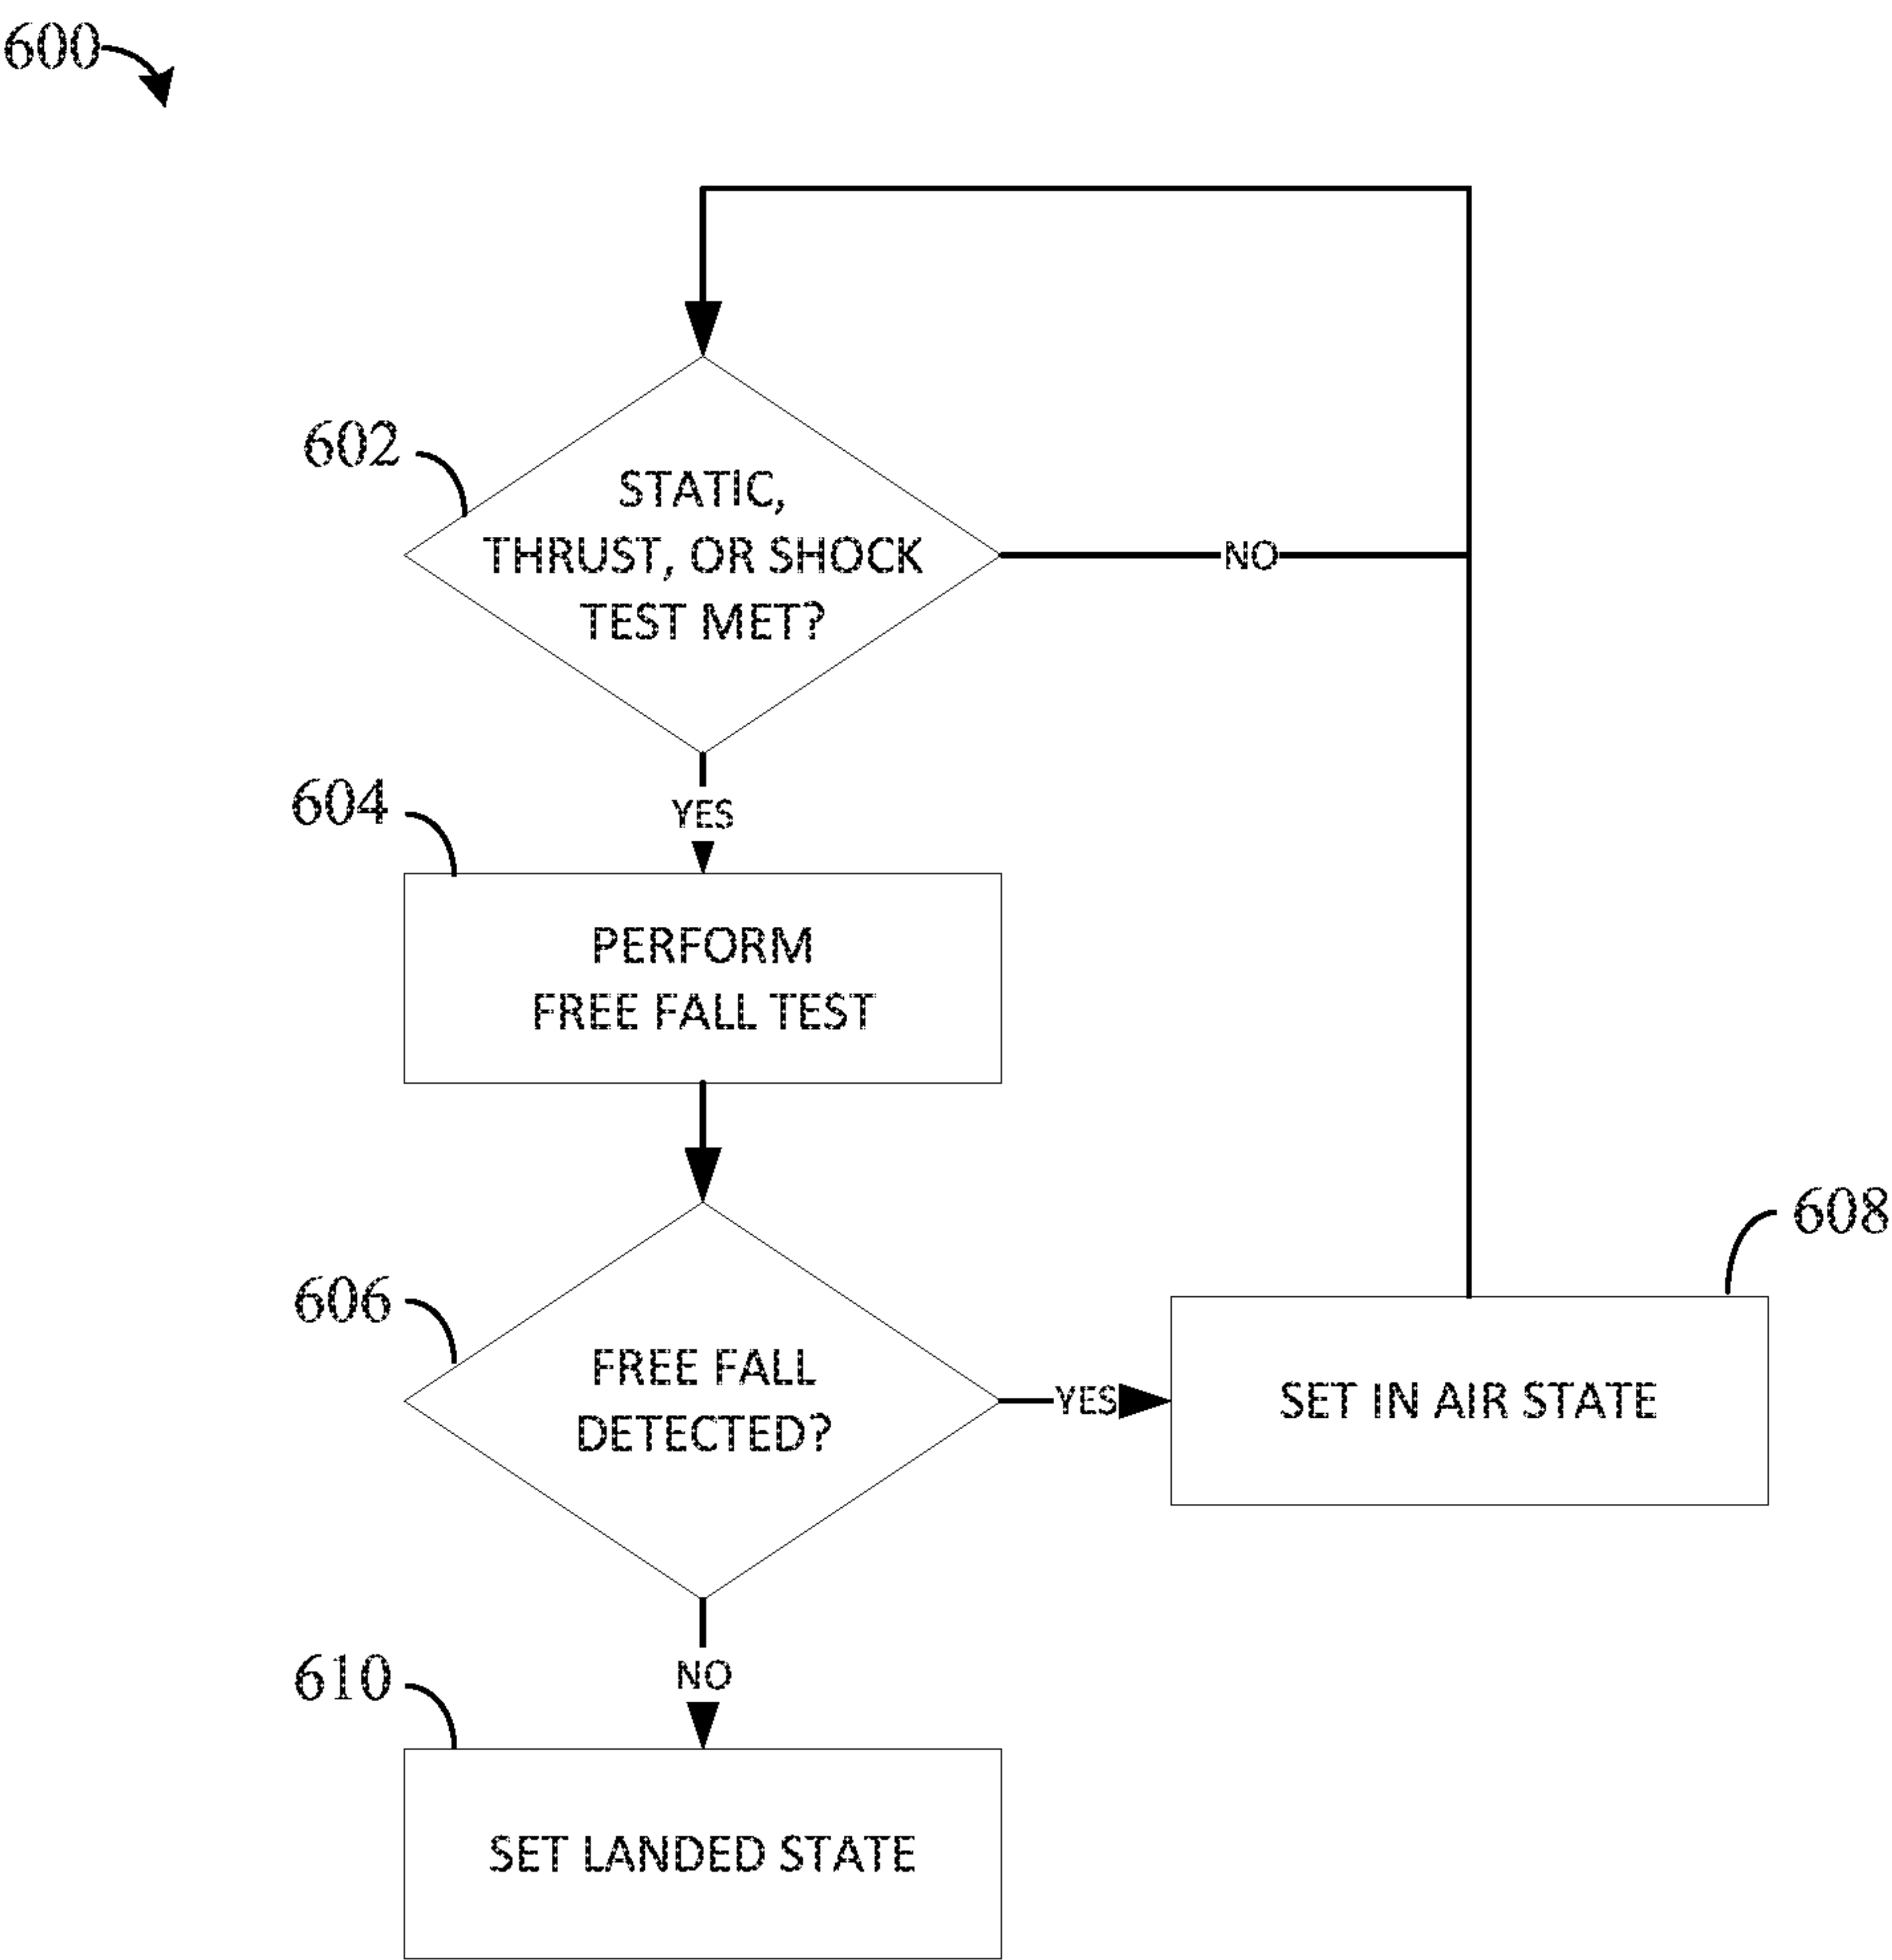 600
602
STATIC,
THRUST, OR SHOCK
TEST MET?
NO
YES
604
PERFORM
FREE FALL TEST
606
FREE FALL
DETECTED?
YES
608
SET IN AIR STATE
NO
610
SET LANDED STATE